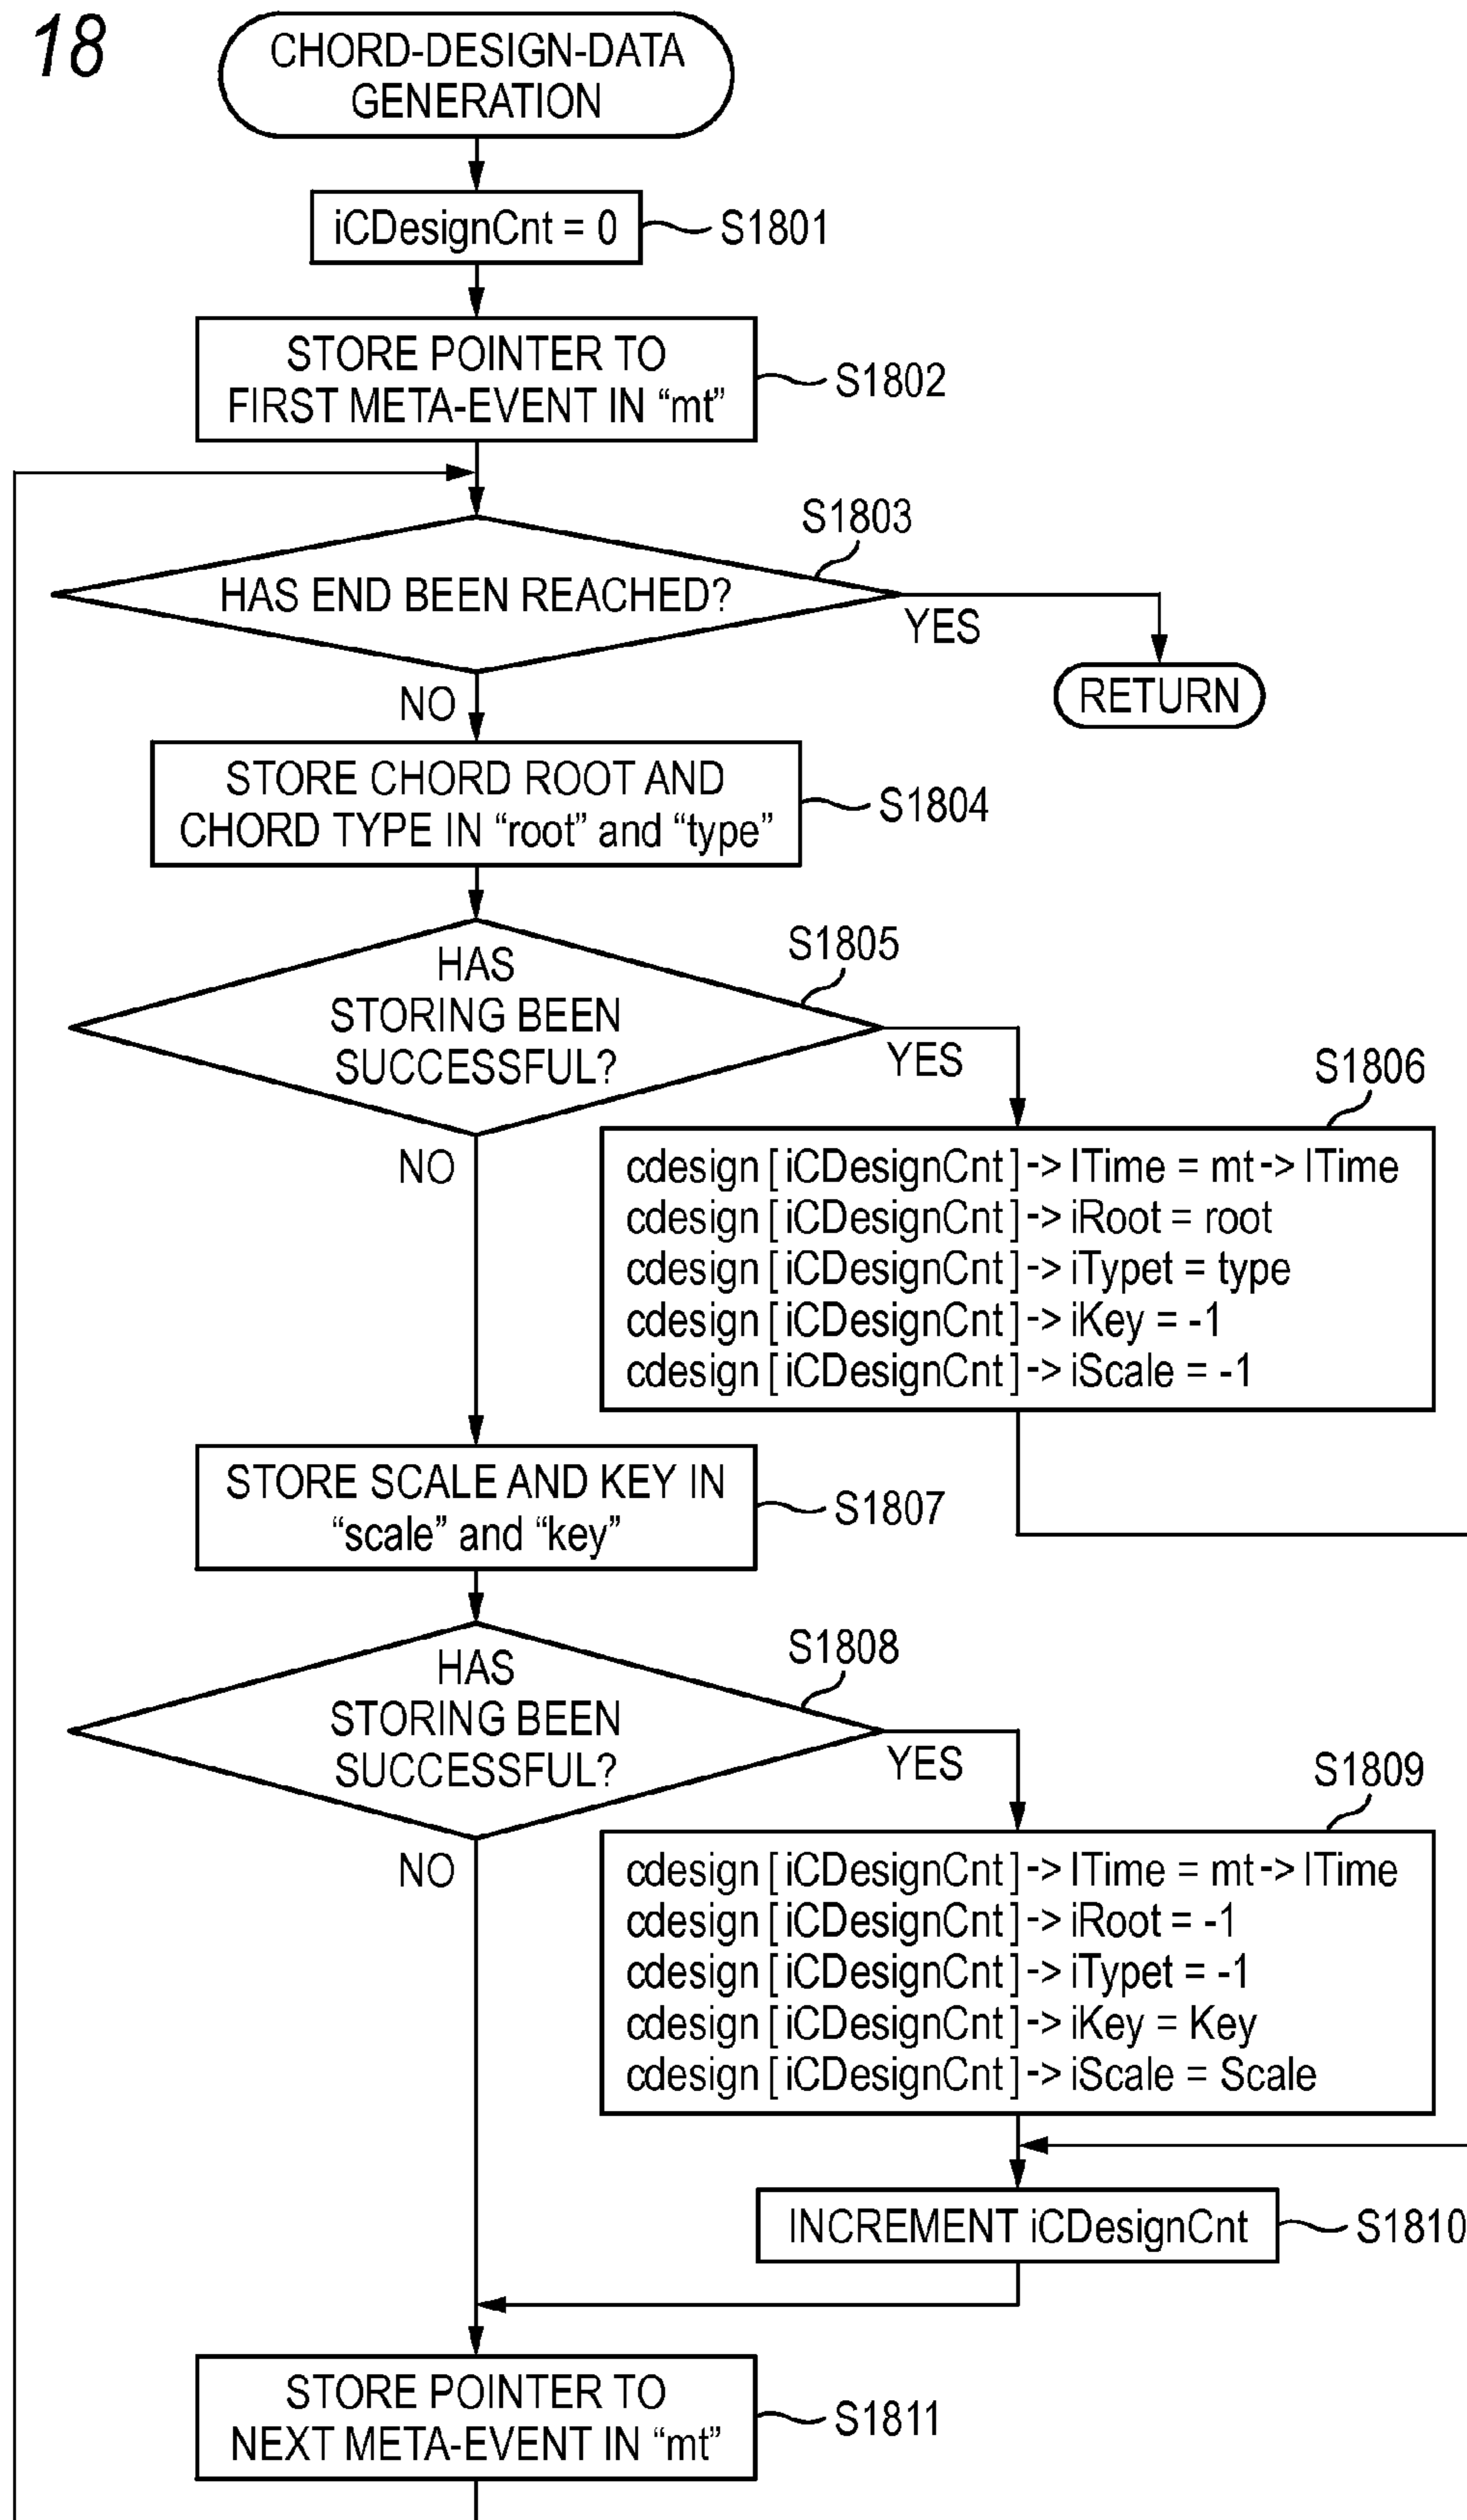 18
CHORD-DESIGN-DATA
GENERATION
iCDesignCnt = 0
S1801
STORE POINTER TO
FIRST META-EVENT IN “mt”
S1802
S1803
HAS END BEEN REACHED?
YES
RETURN
NO
STORE CHORD ROOT AND
CHORD TYPE IN “root” and “type”
S1804
S1805
HAS
STORING BEEN
SUCCESSFUL?
YES
S1806
NO
cdesign [iCDesignCnt] -> lTime = mt -> lTime
cdesign [iCDesignCnt] -> iRoot = root
cdesign [iCDesignCnt] -> iTypet = type
cdesign [iCDesignCnt] -> iKey = -1
cdesign [iCDesignCnt] -> iScale = -1
STORE SCALE AND KEY IN
“scale” and “key”
S1807
S1808
HAS
STORING BEEN
SUCCESSFUL?
YES
S1809
NO
cdesign [iCDesignCnt] -> lTime = mt -> lTime
cdesign [iCDesignCnt] -> iRoot = -1
cdesign [iCDesignCnt] -> iTypet = -1
cdesign [iCDesignCnt] -> iKey = Key
cdesign [iCDesignCnt] -> iScale = Scale
INCREMENT iCDesignCnt
S1810
STORE POINTER TO
NEXT META-EVENT IN “mt”
S1811